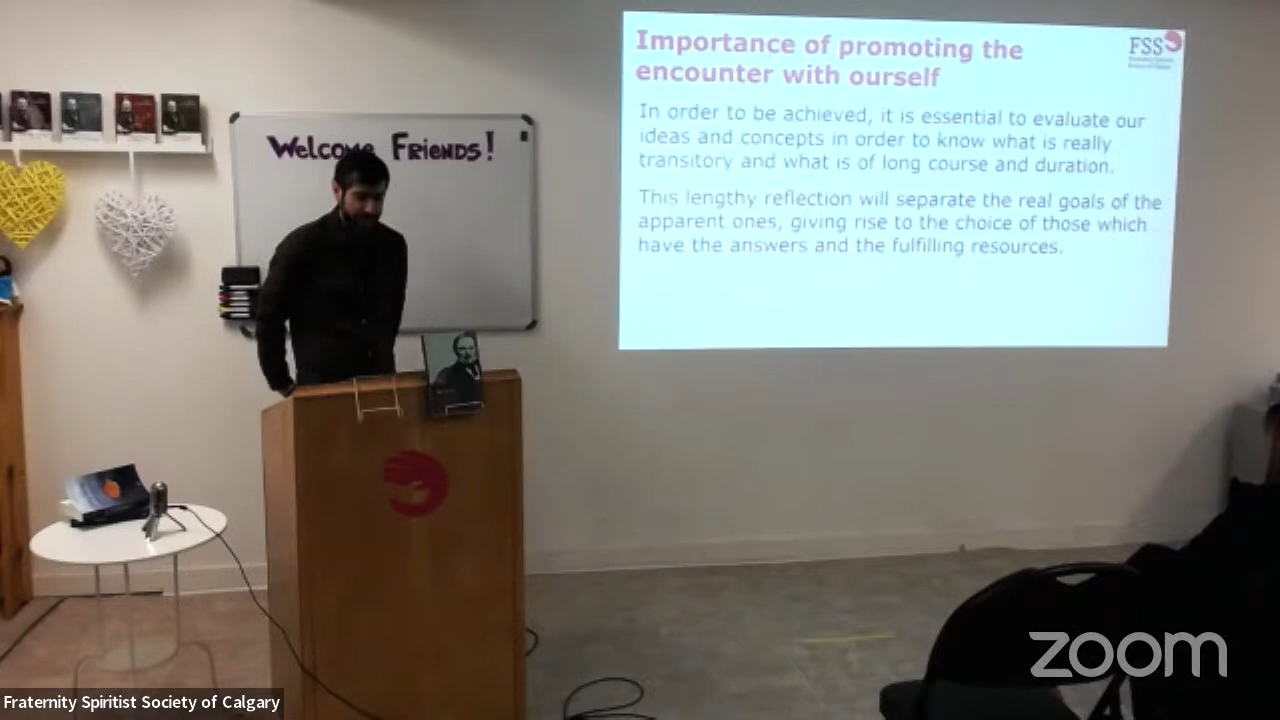 Welcome Friends!
Importance of promoting the
encounter with ourself
FSS
In order to be achieved, it is essential to evaluate our
ideas and concepts in order to know what is really
transitory and what is of long course and duration.
This lengthy reflection will separate the real goals of the
apparent ones, giving rise to the choice of those which
have the answers and the fulfilling resources.
zoom
Fraternity Spiritist Society of Calgary